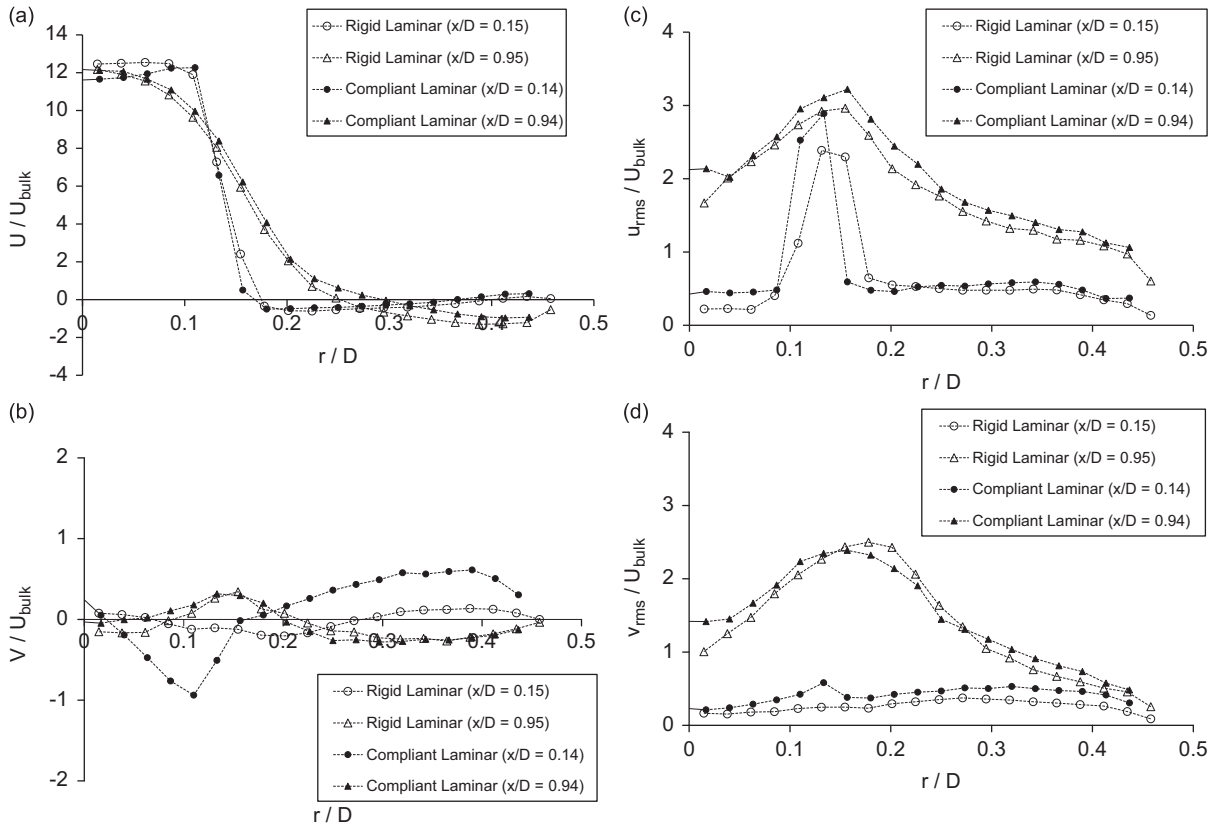 (a)
14
12
10
8
6
4
2
0
-2
-4
U / U_bulk
0
0.1
0.2
0.3
0.4
0.5
r / D
Rigid Laminar (x/D = 0.15)
Rigid Laminar (x/D = 0.95)
Compliant Laminar (x/D = 0.14)
Compliant Laminar (x/D = 0.94)
(b)
2
1
0
-1
-2
V / U_bulk
0
0.1
0.2
0.3
0.4
0.5
Rigid Laminar (x/D = 0.15)
Rigid Laminar (x/D = 0.95)
Compliant Laminar (x/D = 0.14)
Compliant Laminar (x/D = 0.94)
r / D
(c)
4
3
2
1
0
u_rms / U_bulk
0
0.1
0.2
0.3
0.4
0.5
r / D
Rigid Laminar (x/D = 0.15)
Rigid Laminar (x/D = 0.95)
Compliant Laminar (x/D = 0.14)
Compliant Laminar (x/D = 0.94)
(d)
4
3
2
1
0
v_rms / U_bulk
0
0.1
0.2
0.3
0.4
0.5
r / D
Rigid Laminar (x/D = 0.15)
Rigid Laminar (x/D = 0.95)
Compliant Laminar (x/D = 0.14)
Compliant Laminar (x/D = 0.94)